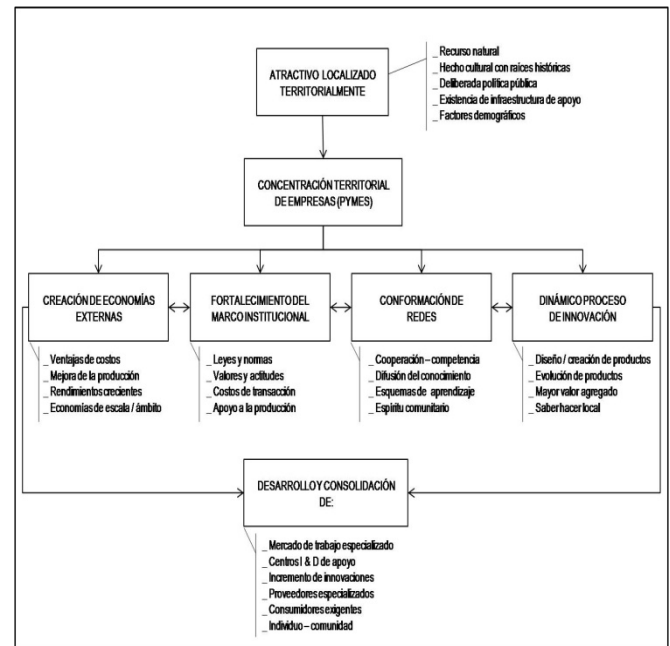 ATRACTIVO LOCALIZADO
TERRITORIALMENTE
_ Recurso natural
_ Hecho cultural con raíces históricas
_ Deliberada política pública
_ Existencia de infraestructura de apoyo
_ Factores demográficos
CONCENTRACIÓN TERRITORIAL
DE EMPRESAS (PYMES)
CREACIÓN DE ECONOMÍAS
EXTERNAS
_ Ventajas de costos
_ Mejora de la producción
_ Rendimientos crecientes
_ Economías de escala / ámbito
FORTALECIMIENTO DEL
MARCO INSTITUCIONAL
_ Leyes y normas
_ Valores y actitudes
_ Costos de transacción
_ Apoyo a la producción
CONFORMACIÓN DE
REDES
_ Cooperación – competencia
_ Difusión del conocimiento
_ Esquemas de aprendizaje
_ Espíritu comunitario
DINÁMICO PROCESO
DE INNOVACIÓN
_ Diseño / creación de productos
_ Evolución de productos
_ Mayor valor agregado
_ Saber hacer local
DESARROLLO Y CONSOLIDACIÓN
DE:
_ Mercado de trabajo especializado
_ Centros I & D de apoyo
_ Incremento de innovaciones
_ Proveedores especializados
_ Consumidores exigentes
_ Individuo – comunidad